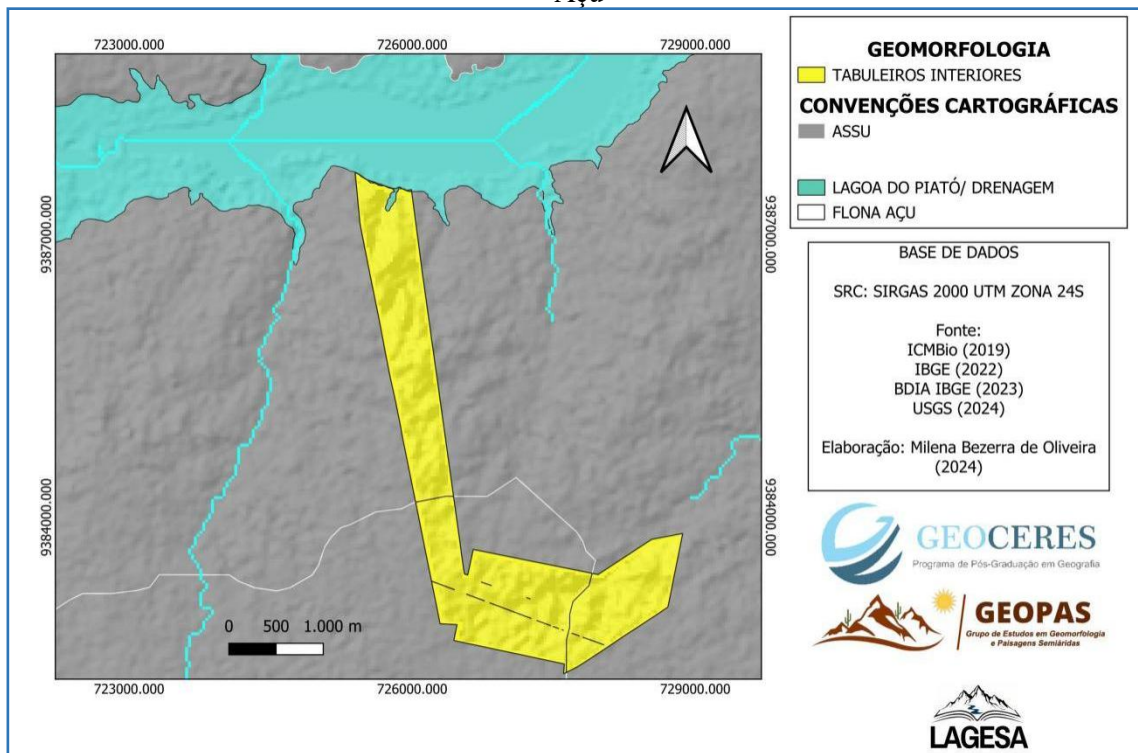 Açu
723000.000
726000.000
729000.000
9387000.000
9387000.000
9384000.000
9384000.000
0 500 1.000 m
723000.000
726000.000
729000.000
GEOMORFOLOGIA
TABULEIROS INTERIORES
CONVENÇÕES CARTOGRÁFICAS
ASSU
LAGOA DO PIATÓ/ DRENAGEM
FLONA AÇU
BASE DE DADOS
SRC: SIRGAS 2000 UTM ZONA 24S
Fonte:
ICMBio (2019)
IBGE (2022)
BDIA IBGE (2023)
USGS (2024)
Elaboração: Milena Bezerra de Oliveira
(2024)
GEOCERES
Programa de Pós-Graduação em Geografia
GEOPAS
Grupo de Estudos em Geomorfologia
e Paisagens Semiáridas
LAGESA